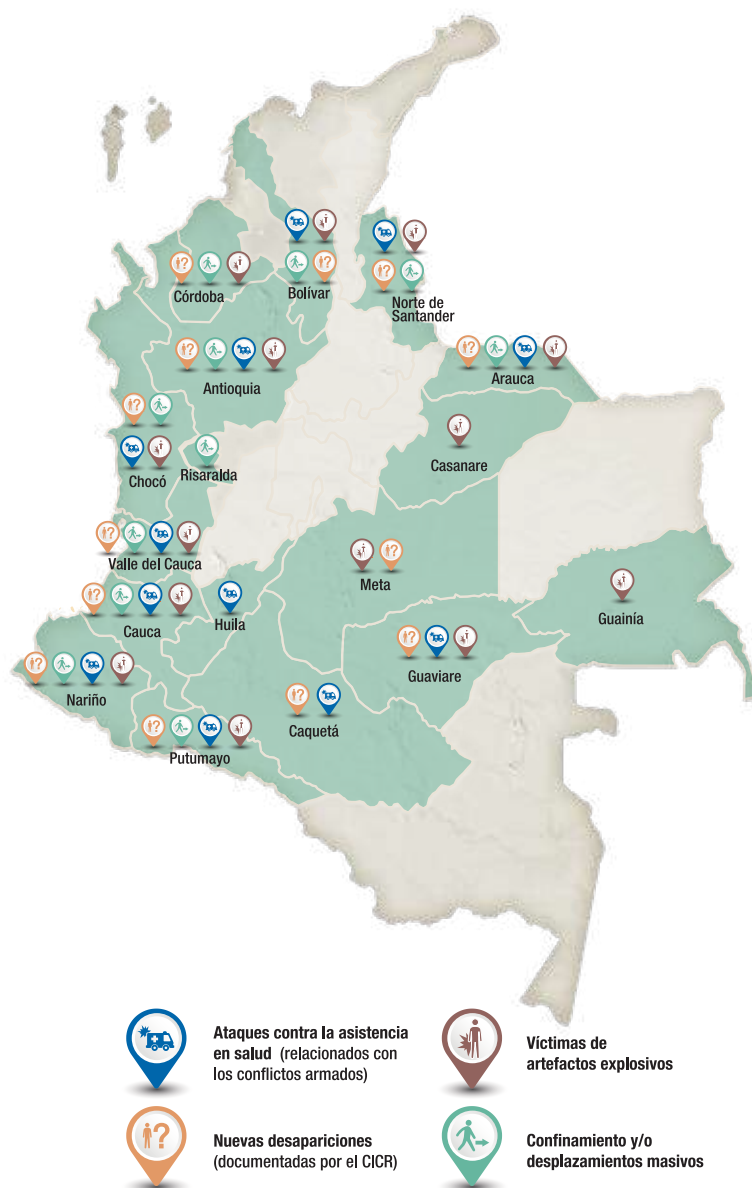 Córdoba
Bolívar
Norte de
Santander
Antioquia
Arauca
Chocó
Risaralda
Casanare
Valle del Cauca
Meta
Cauca
Huila
Guainía
Guaviare
Nariño
Caquetá
Putumayo
Ataques contra la asistencia
en salud (relacionados con
los conflictos armados)
Víctimas de
artefactos explosivos
Nuevas desapariciones
(documentadas por el CICR)
Confinamiento y/o
desplazamientos masivos